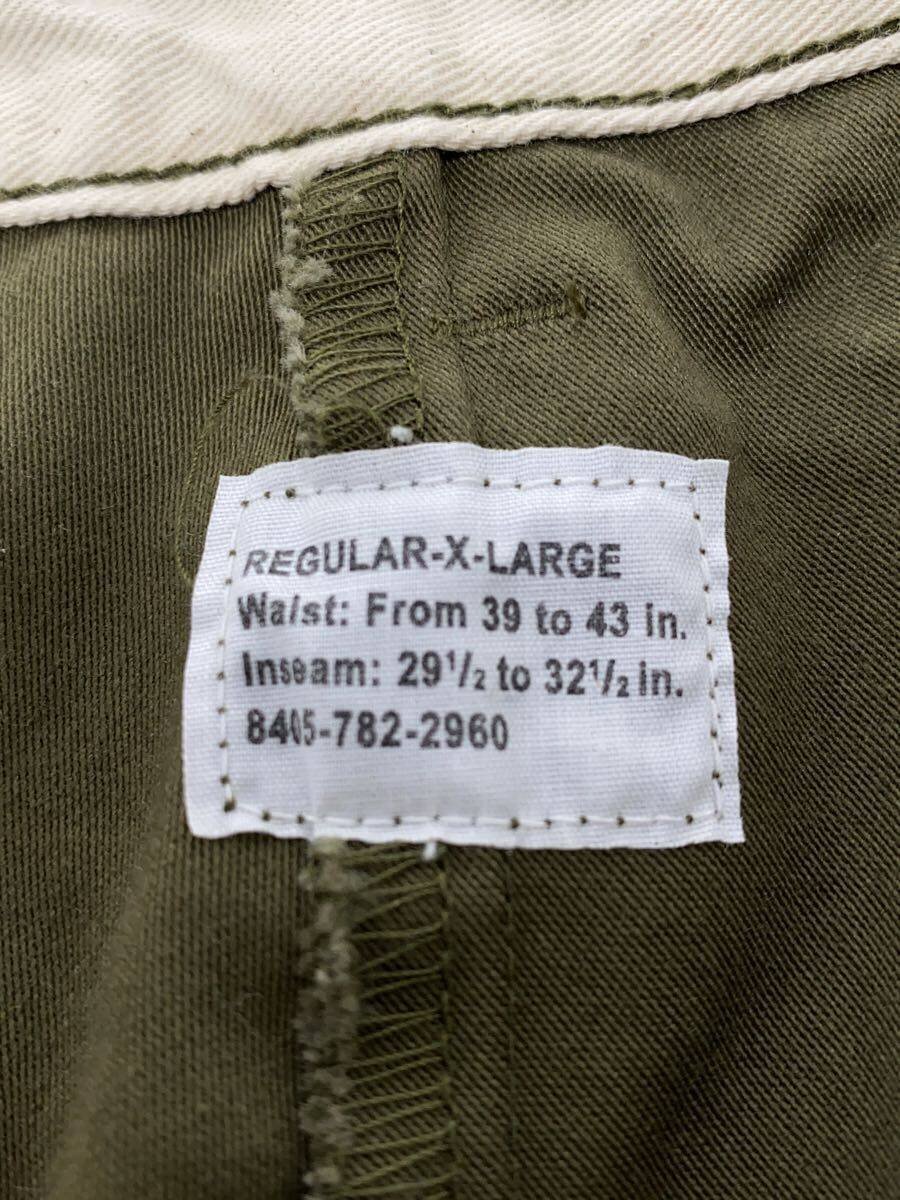 REGULAR-X-LARGE
Waist: From 39 to 43 in.
Inseam: 29½ to 32½ in.
8405-782-2960